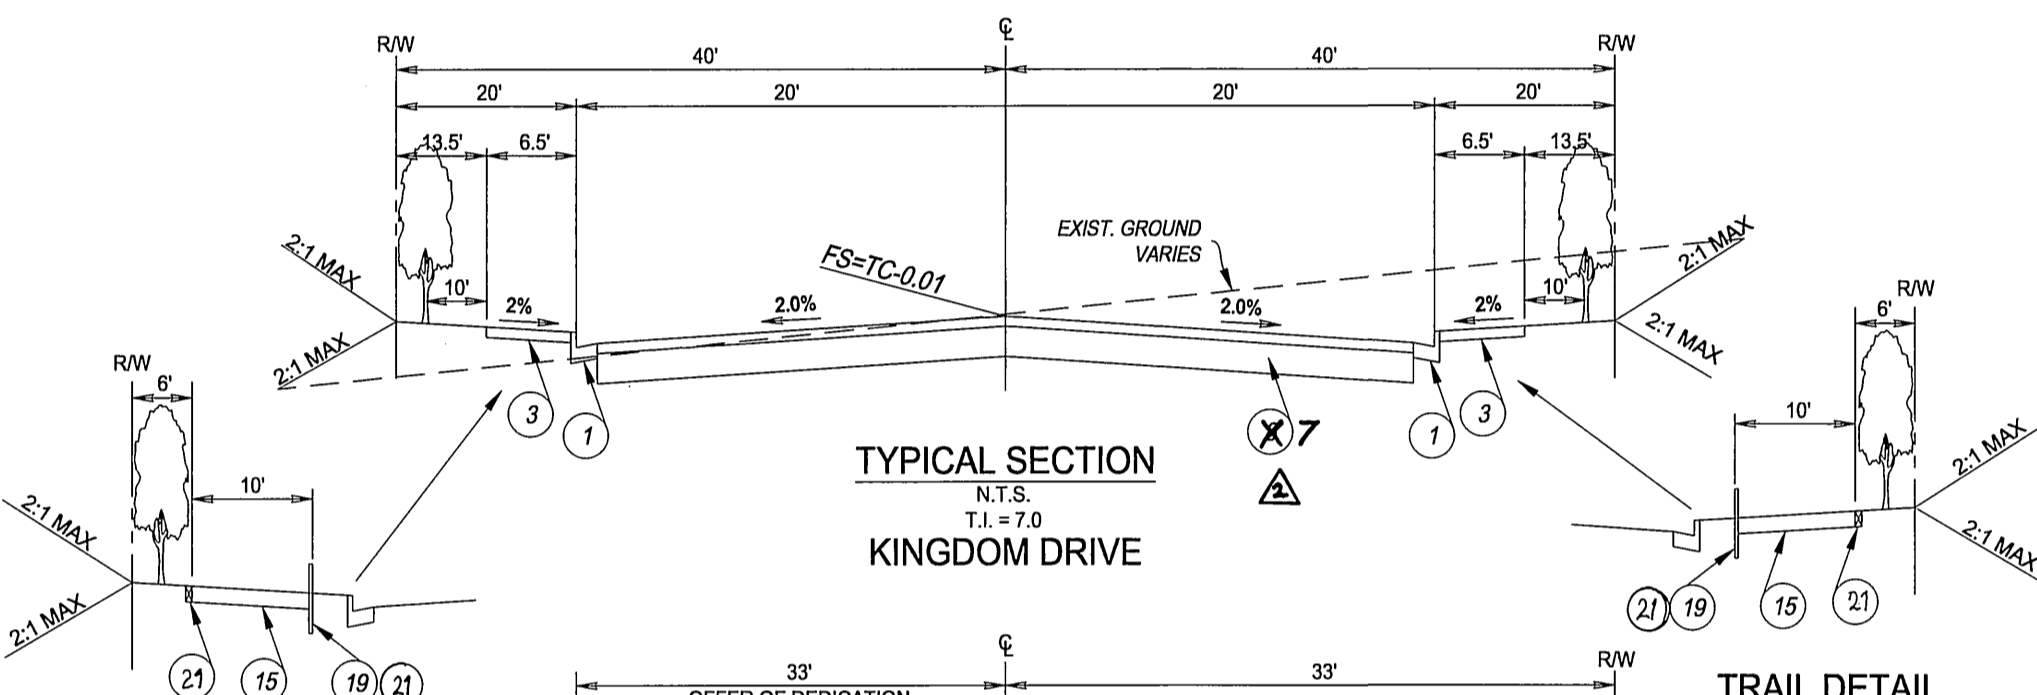 R/W
℄
R/W
40'
40'
20'
20'
20'
20'
13.5'
6.5'
6.5'
13.5'
EXIST. GROUND
VARIES
FS=TC-0.01
2:1 MAX
2:1 MAX
10'
2%
2.0%
2.0%
2%
10'
2:1 MAX
2:1 MAX
R/W
6'
R/W
6'
3
1
7
1
3
2
TYPICAL SECTION
N.T.S.
T.I. = 7.0
KINGDOM DRIVE
10'
2:1 MAX
2:1 MAX
21
15
19
21
10'
2:1 MAX
2:1 MAX
21
19
15
21
℄
R/W
33'
33'
OFFER OF DEDICATION
TRAIL DETAIL